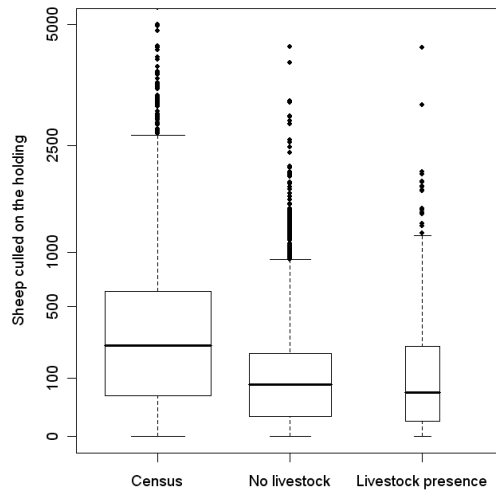 Sheep culled on the holding
5000
2500
1000
500
100
0
Census
No livestock
Livestock presence